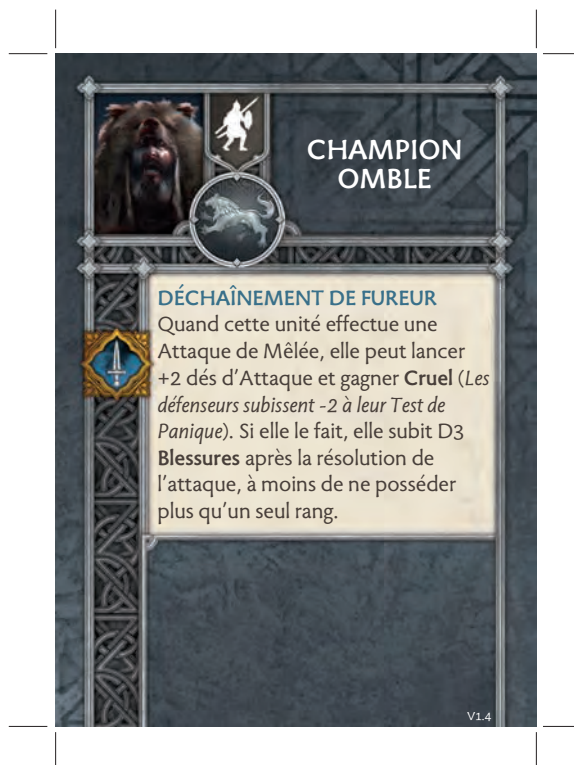 CHAMPION
OMBLE
DÉCHAÎNEMENT DE FUREUR
Quand cette unité effectue une
Attaque de Mêlée, elle peut lancer
+2 dés d’Attaque et gagner Cruel (Les
défenseurs subissent -2 à leur Test de
Panique). Si elle le fait, elle subit D3
Blessures après la résolution de
l’attaque, à moins de ne posséder
plus qu’un seul rang.
V1.4